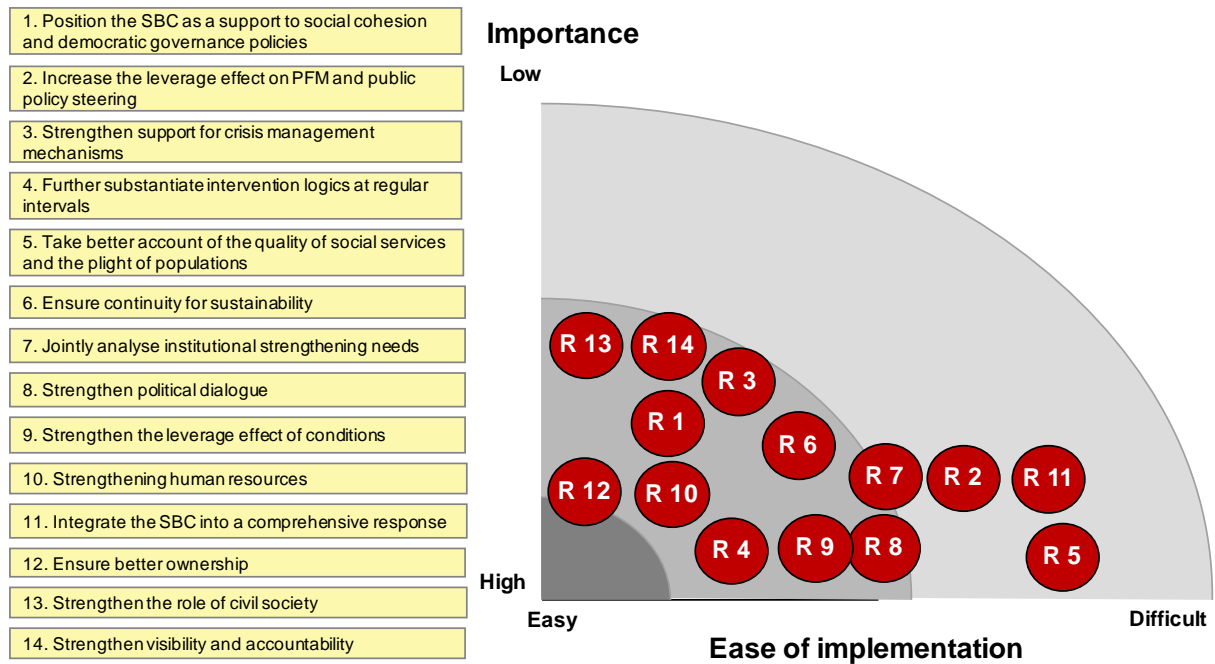 1. Position the SBC as a support to social cohesion
and democratic governance policies
2. Increase the leverage effect on PFM and public
policy steering
3. Strengthen support for crisis management
mechanisms
4. Further substantiate intervention logics at regular
intervals
5. Take better account of the quality of social services
and the plight of populations
6. Ensure continuity for sustainability
7. Jointly analyse institutional strengthening needs
8. Strengthen political dialogue
9. Strengthen the leverage effect of conditions
10. Strengthening human resources
11. Integrate the SBC into a comprehensive response
12. Ensure better ownership
13. Strengthen the role of civil society
14. Strengthen visibility and accountability
Importance
Low
R 13
R 14
R 3
R 1
R 6
R 7
R 2
R 11
R 12
R 10
R 4
R 9
R 8
R 5
High
Easy
Difficult
Ease of implementation